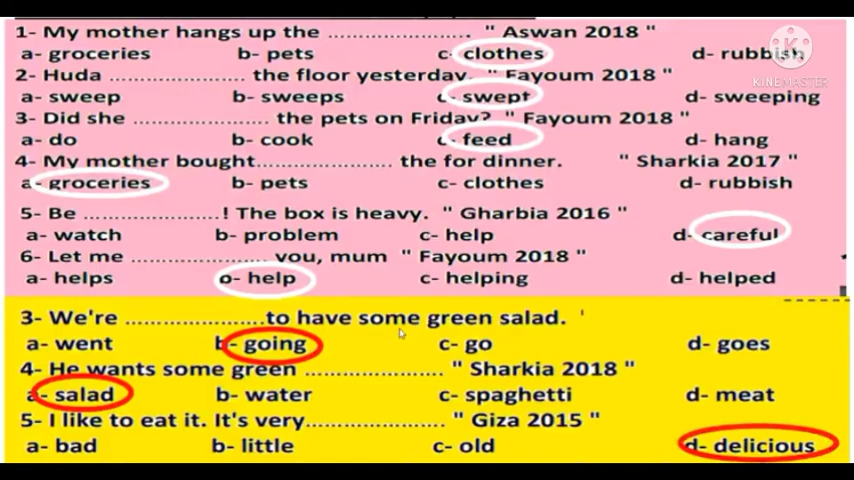 1- My mother hangs up the .................... . " Aswan 2018 "
a- groceries b- pets c- clothes d- rubbish
2- Huda .................... the floor yesterday. " Fayoum 2018 "
a- sweep b- sweeps c- swept d- sweeping
3- Did she .................... the pets on Friday? " Fayoum 2018 "
a- do b- cook c- feed d- hang
4- My mother bought.................... the for dinner. " Sharkia 2017 "
a- groceries b- pets c- clothes d- rubbish
5- Be ....................! The box is heavy. " Gharbia 2016 "
a- watch b- problem c- help d- careful
6- Let me .................... you, mum " Fayoum 2018 "
a- helps b- help c- helping d- helped
3- We're ....................to have some green salad. '
a- went b- going c- go d- goes
4- He wants some green .................... " Sharkia 2018 "
a- salad b- water c- spaghetti d- meat
5- I like to eat it. It's very.................... " Giza 2015 "
a- bad b- little c- old d- delicious
KINEMASTER